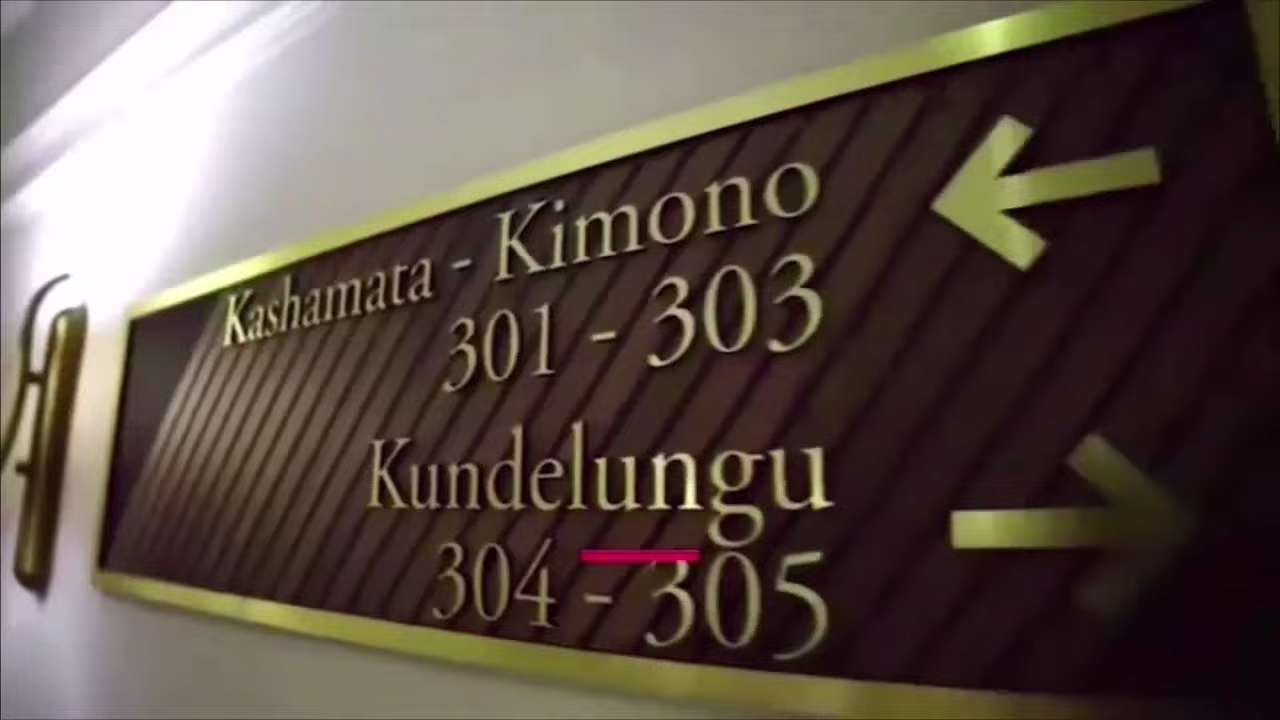 Kashamata - Kimono
301 - 303
Kundelungu
304 - 305